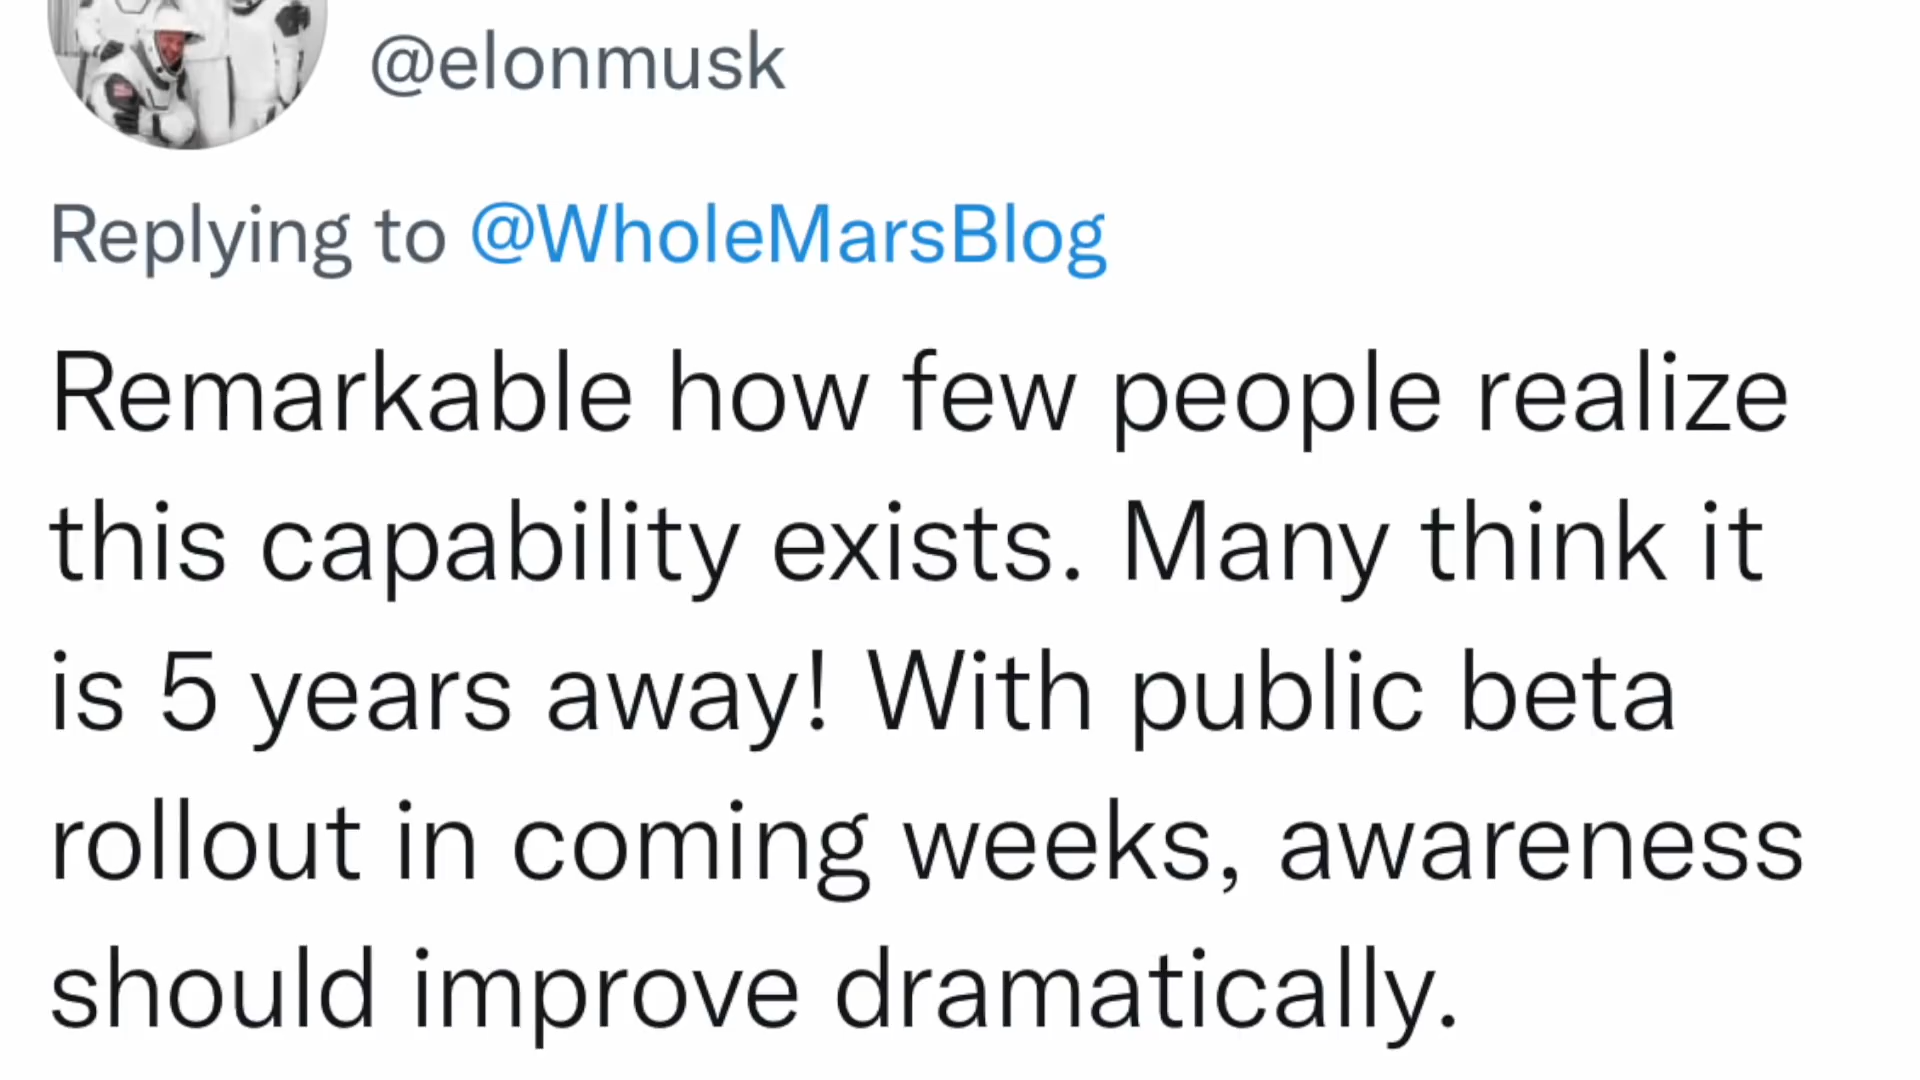 @elonmusk
Replying to @WholeMarsBlog
Remarkable how few people realize
this capability exists. Many think it
is 5 years away! With public beta
rollout in coming weeks, awareness
should improve dramatically.